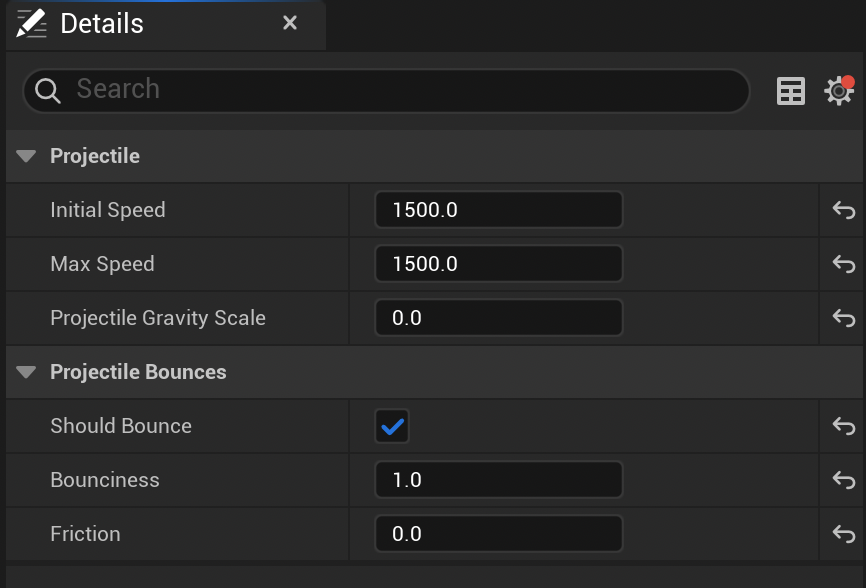 Details
Search
Projectile
Initial Speed 1500.0
Max Speed 1500.0
Projectile Gravity Scale 0.0
Projectile Bounces
Should Bounce
Bounciness 1.0
Friction 0.0